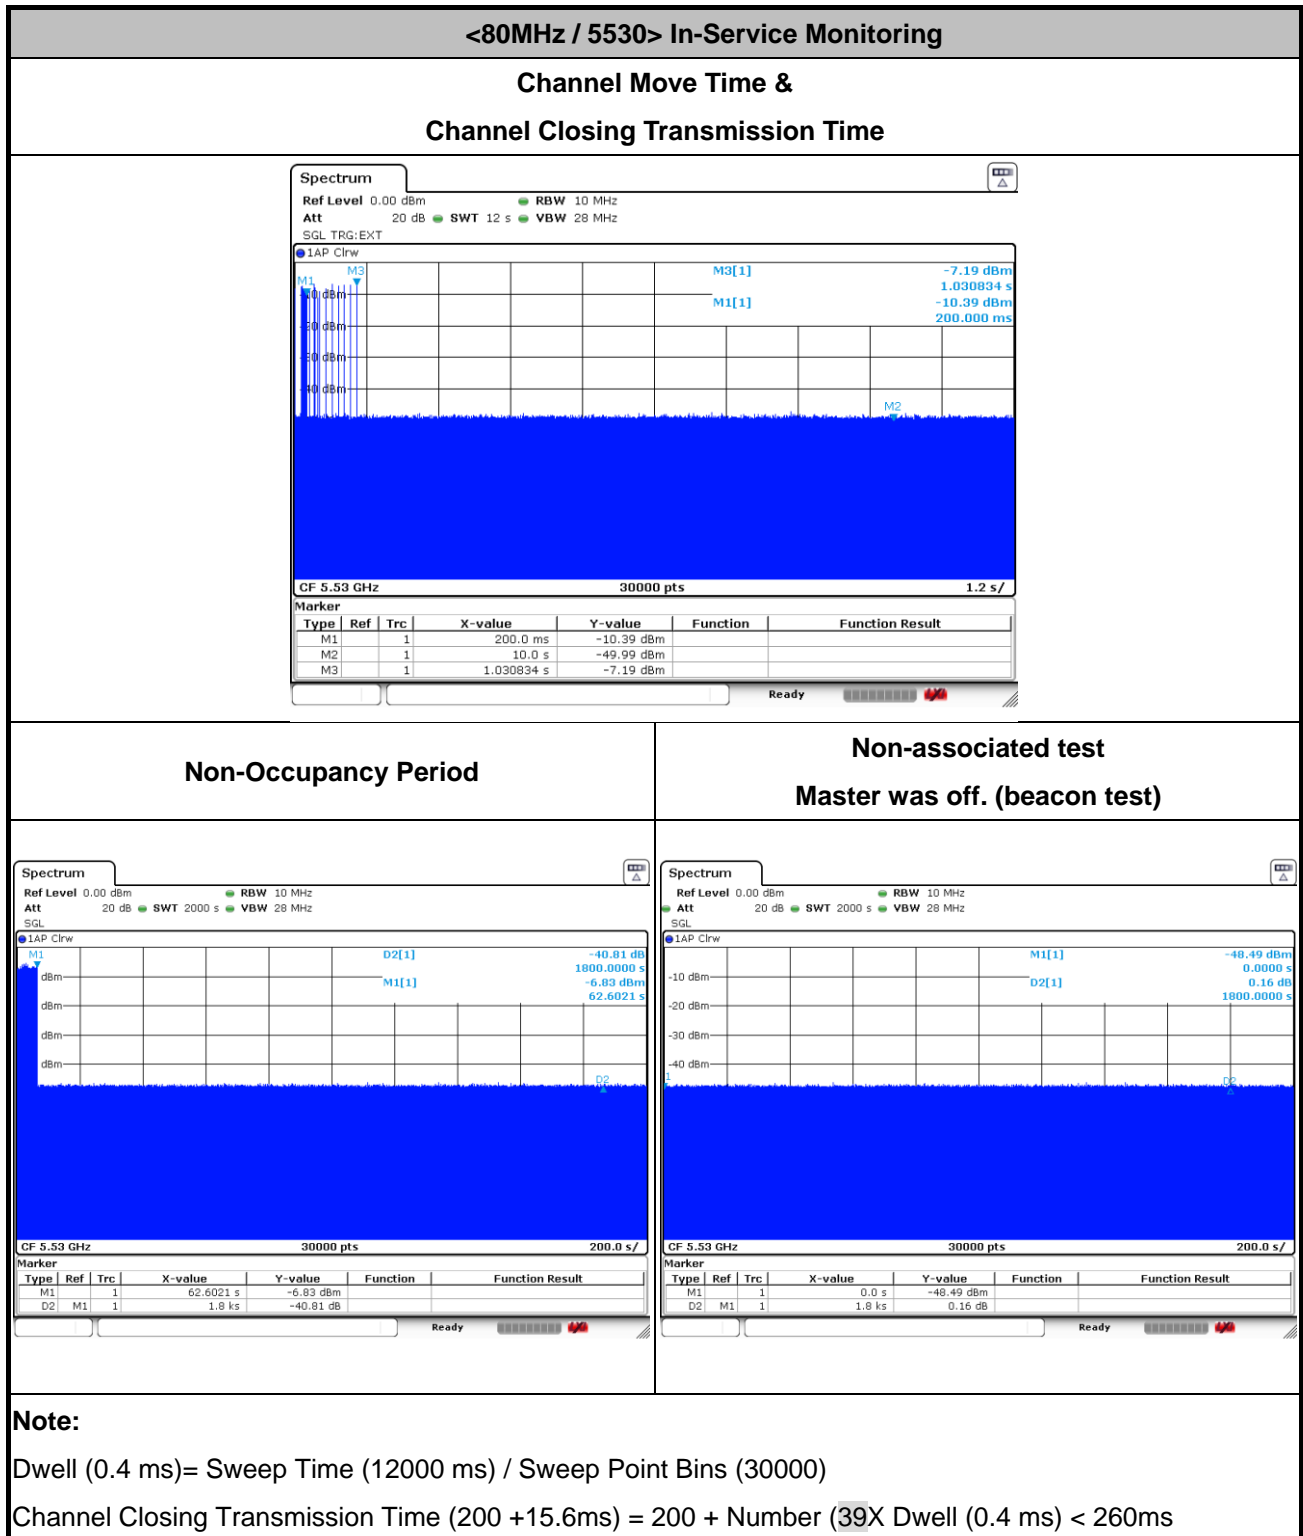 <80MHz / 5530> In-Service Monitoring
Channel Move Time &
Channel Closing Transmission Time
Spectrum
Ref Level 0.00 dBm RBW 10 MHz
Att 20 dB SWT 12 s VBW 28 MHz
SGL TRG:EXT
1AP Clrw
M3 M3[1] -7.19 dBm
M1 1.030834 s
M1[1] -10.39 dBm
200.000 ms
M2
CF 5.53 GHz 30000 pts 1.2 s/
Marker
Type Ref Trc X-value Y-value Function Function Result
M1 1 200.0 ms -10.39 dBm
M2 1 10.0 s -49.99 dBm
M3 1 1.030834 s -7.19 dBm
Ready
Non-Occupancy Period
Non-associated test
Master was off. (beacon test)
Spectrum
Ref Level 0.00 dBm RBW 10 MHz
Att 20 dB SWT 2000 s VBW 28 MHz
SGL
1AP Clrw
M1 D2[1] -40.81 dB
1800.0000 s
dBm M1[1] -6.83 dBm
62.6021 s
dBm
dBm
dBm
D2
CF 5.53 GHz 30000 pts 200.0 s/
Marker
Type Ref Trc X-value Y-value Function Function Result
M1 1 62.6021 s -6.83 dBm
D2 M1 1 1.8 ks -40.81 dB
Ready
Spectrum
Ref Level 0.00 dBm RBW 10 MHz
Att 20 dB SWT 2000 s VBW 28 MHz
SGL
1AP Clrw
M1[1] -48.49 dBm
0.0000 s
-10 dBm D2[1] 0.16 dB
1800.0000 s
-20 dBm
-30 dBm
-40 dBm
1 D2
CF 5.53 GHz 30000 pts 200.0 s/
Marker
Type Ref Trc X-value Y-value Function Function Result
M1 1 0.0 s -48.49 dBm
D2 M1 1 1.8 ks 0.16 dB
Ready
Note:
Dwell (0.4 ms)= Sweep Time (12000 ms) / Sweep Point Bins (30000)
Channel Closing Transmission Time (200 +15.6ms) = 200 + Number (39X Dwell (0.4 ms) < 260ms